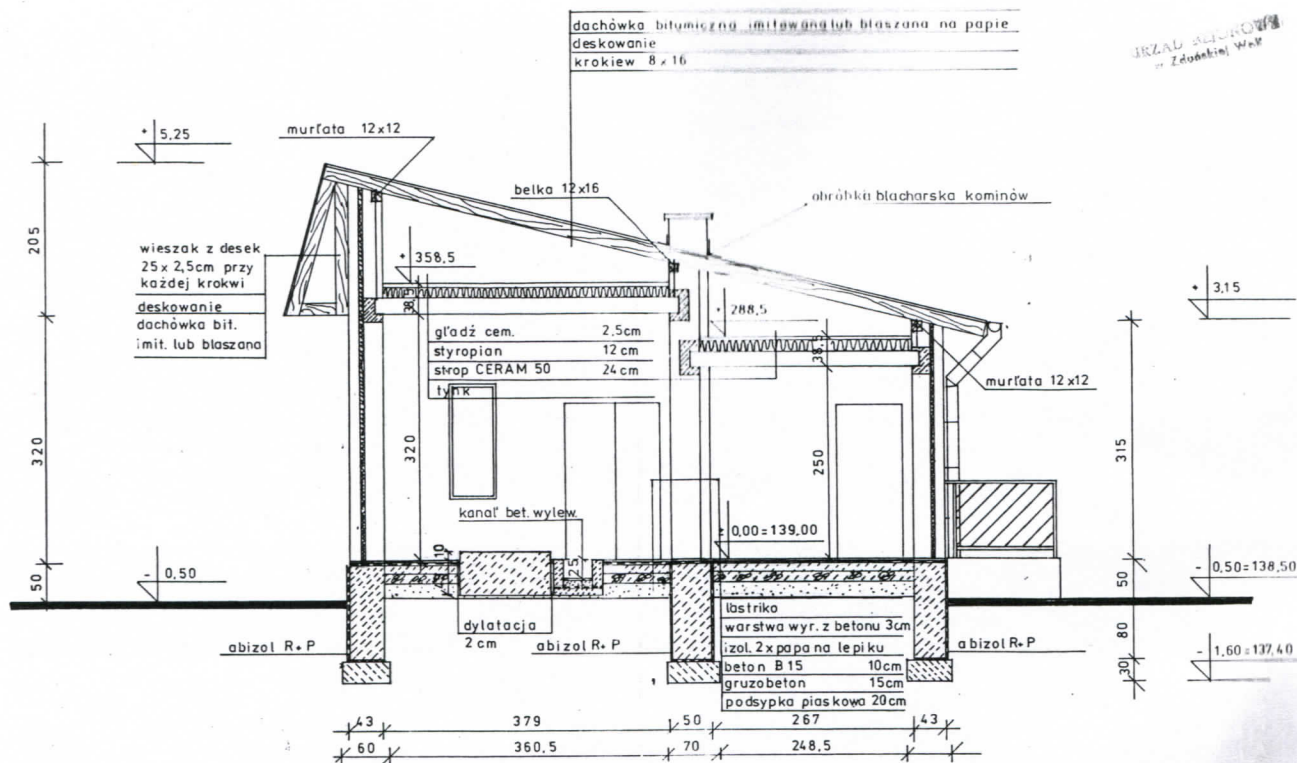 dachówka bitumiczna imitowana lub blaszana na papie
deskowanie
krokiew 8 x 16
w Zduńskiej Woli
+ 5,25
murłata 12x12
belka 12x16
obróbka blacharska kominów
205
wieszak z desek
25 x 2,5cm przy
każdej krokwi
deskowanie
dachówka bit.
imit. lub blaszana
+ 358,5
38,5
+ 288,5
38,5
+ 3,15
gładź cem. 2,5cm
styropian 12 cm
strop CERAM 50 24 cm
tynk
murłata 12x12
320
320
250
315
kanał bet. wylew.
± 0,00=139,00
10
25
50
- 0,50
50
- 0,50=138,50
dylatacja
2 cm
abizol R+P
abizol R+P
abizol R+P
lastriko
warstwa wyr. z betonu 3cm
izol. 2x papa na lepiku
beton B 15 10cm
gruzobeton 15cm
podsypka piaskowa 20cm
80
30
- 1,60=137,40
43 379 50 267 43
60 360,5 70 248,5